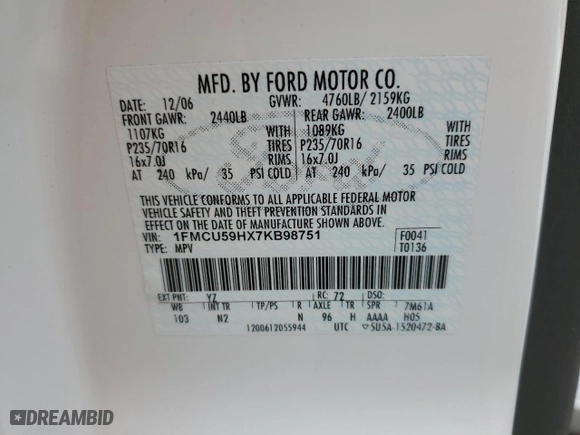 MFD. BY FORD MOTOR CO.
DATE: 12/06 GVWR: 4760LB/ 2159KG
FRONT GAWR: 2440LB REAR GAWR: 2400LB
1107KG WITH 1089KG WITH
P235/70R16 TIRES P235/70R16 TIRES
16x7.0J RIMS 16x7.0J RIMS
AT 240 kPa/ 35 PSI COLD AT 240 kPa/ 35 PSI COLD
THIS VEHICLE CONFORMS TO ALL APPLICABLE FEDERAL MOTOR
VEHICLE SAFETY AND THEFT PREVENTION STANDARDS IN
EFFECT ON THE DATE OF MANUFACTURE SHOWN ABOVE.
VIN: 1FMCU59HX7KB98751 F0041
TYPE: MPV T0136
EXT PNT: YZ RC: 72 DSO:
WB INT TR TP/PS R AXLE TR SPR 7M61A
103 N2 N 96 H AAAA H05
1200612055944 UTC ▽5U5A-1520472-BA
Ford
DREAMBID